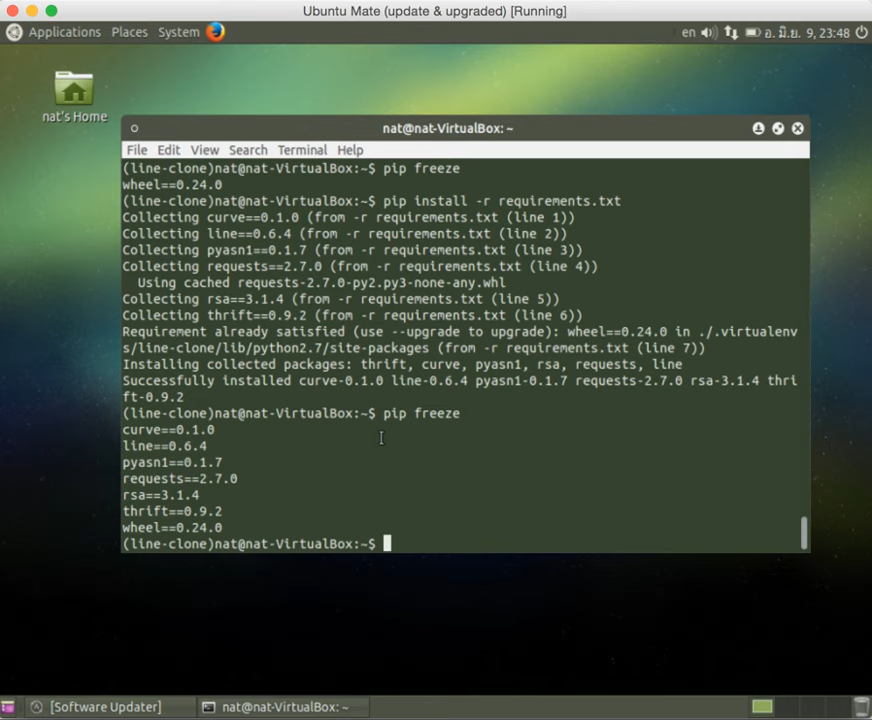 Ubuntu Mate (update & upgraded) [Running]
Applications Places System en อ. มิ.ย. 9, 23:48
nat's Home
nat@nat-VirtualBox: ~
File Edit View Search Terminal Help
(line-clone)nat@nat-VirtualBox:~$ pip freeze
wheel==0.24.0
(line-clone)nat@nat-VirtualBox:~$ pip install -r requirements.txt
Collecting curve==0.1.0 (from -r requirements.txt (line 1))
Collecting line==0.6.4 (from -r requirements.txt (line 2))
Collecting pyasn1==0.1.7 (from -r requirements.txt (line 3))
Collecting requests==2.7.0 (from -r requirements.txt (line 4))
  Using cached requests-2.7.0-py2.py3-none-any.whl
Collecting rsa==3.1.4 (from -r requirements.txt (line 5))
Collecting thrift==0.9.2 (from -r requirements.txt (line 6))
Requirement already satisfied (use --upgrade to upgrade): wheel==0.24.0 in ./.virtualenv
s/line-clone/lib/python2.7/site-packages (from -r requirements.txt (line 7))
Installing collected packages: thrift, curve, pyasn1, rsa, requests, line
Successfully installed curve-0.1.0 line-0.6.4 pyasn1-0.1.7 requests-2.7.0 rsa-3.1.4 thri
ft-0.9.2
(line-clone)nat@nat-VirtualBox:~$ pip freeze
curve==0.1.0
line==0.6.4
pyasn1==0.1.7
requests==2.7.0
rsa==3.1.4
thrift==0.9.2
wheel==0.24.0
(line-clone)nat@nat-VirtualBox:~$
[Software Updater] nat@nat-VirtualBox: ~